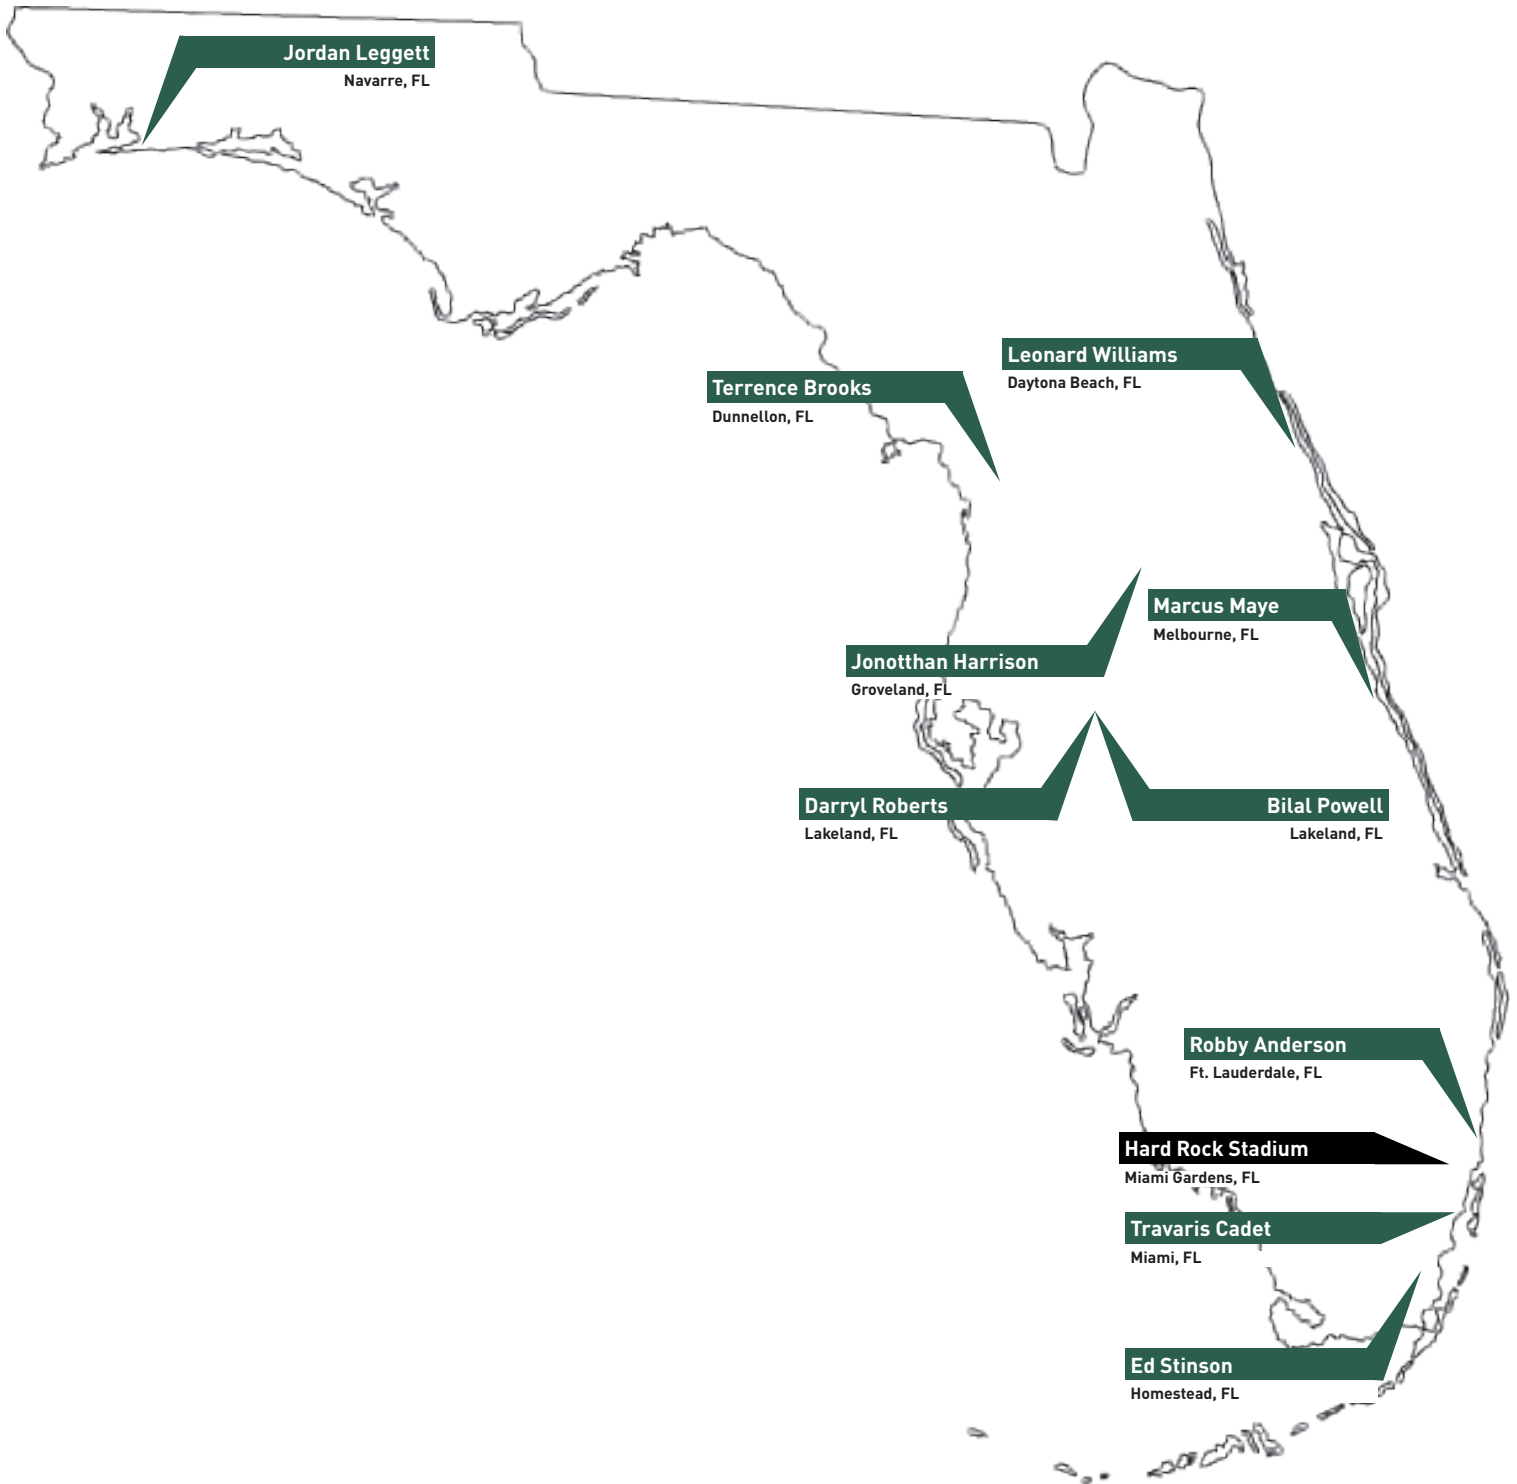 Jordan Leggett
Navarre, FL
Leonard Williams
Daytona Beach, FL
Terrence Brooks
Dunnellon, FL
Marcus Maye
Melbourne, FL
Jonotthan Harrison
Groveland, FL
Darryl Roberts
Lakeland, FL
Bilal Powell
Lakeland, FL
Robby Anderson
Ft. Lauderdale, FL
Hard Rock Stadium
Miami Gardens, FL
Travaris Cadet
Miami, FL
Ed Stinson
Homestead, FL